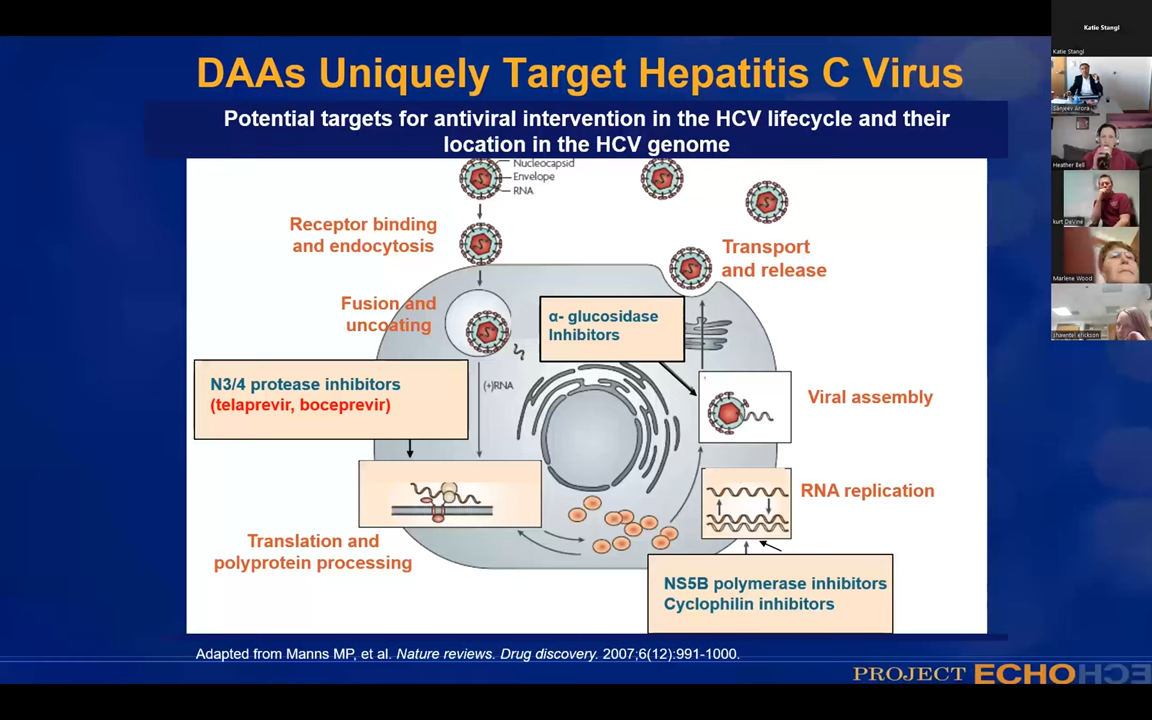 DAAs Uniquely Target Hepatitis C Virus
Potential targets for antiviral intervention in the HCV lifecycle and their
location in the HCV genome
Nucleocapsid
Envelope
RNA
Receptor binding
and endocytosis
Transport
and release
Fusion and
uncoating
α- glucosidase
Inhibitors
N3/4 protease inhibitors
(telaprevir, boceprevir)
(+)RNA
Viral assembly
RNA replication
Translation and
polyprotein processing
NS5B polymerase inhibitors
Cyclophilin inhibitors
Adapted from Manns MP, et al. Nature reviews. Drug discovery. 2007;6(12):991-1000.
PROJECT ECHO
Katie Stangl
Katie Stangl
Sanjeev Arora
Heather Bell
kurt DeVine
Marlene Wood
Shawntel Erickson